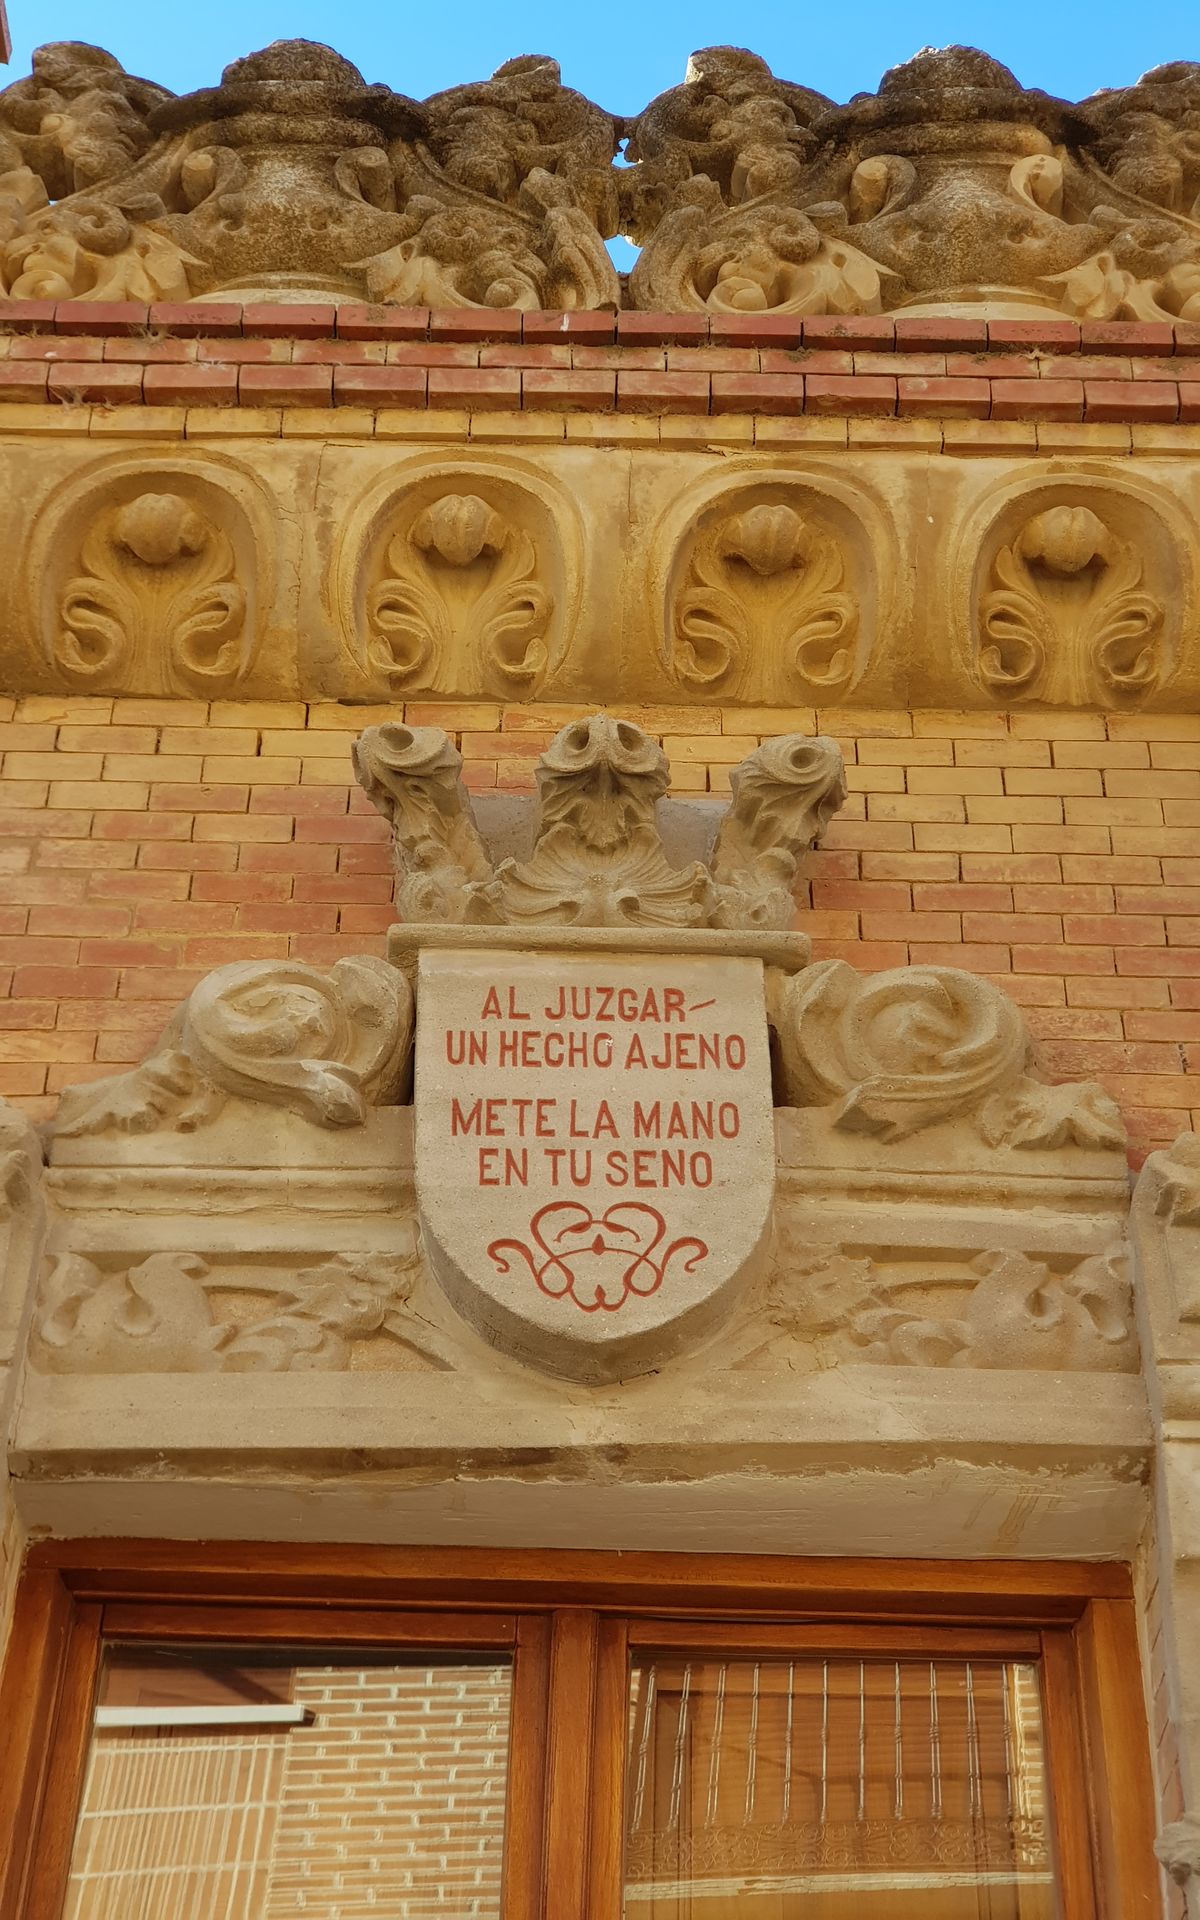 AL JUZGAR-
UN HECHO AJENO
METE LA MANO
EN TU SENO